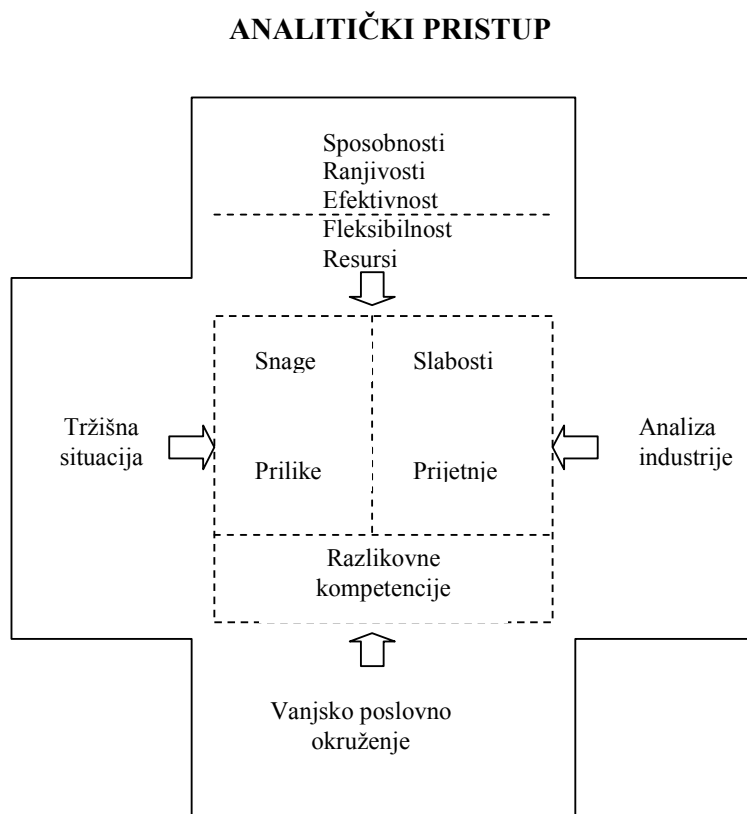 ANALITIČKI PRISTUP
Sposobnosti
Ranjivosti
Efektivnost
Fleksibilnost
Resursi
Snage
Slabosti
Tržišna
situacija
Prilike
Prijetnje
Analiza
industrije
Razlikovne
kompetencije
Vanjsko poslovno
okruženje